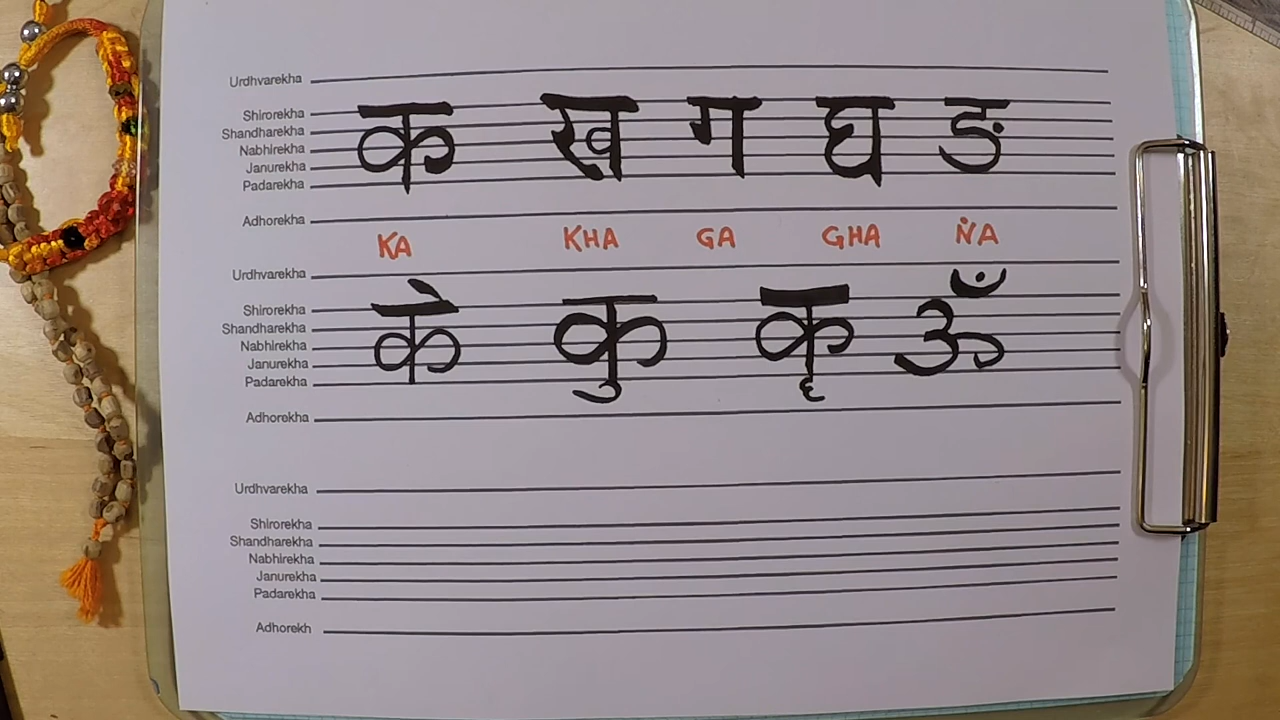 Urdhvarekha
Shirorekha क ख ग घ ङ
Shandharekha
Nabhirekha
Janurekha
Padarekha
Adhorekha
KA KHA GA GHA ṄA
Urdhvarekha
Shirorekha के कु कृ ॐ
Shandharekha
Nabhirekha
Janurekha
Padarekha
Adhorekha
Urdhvarekha
Shirorekha
Shandharekha
Nabhirekha
Janurekha
Padarekha
Adhorekh